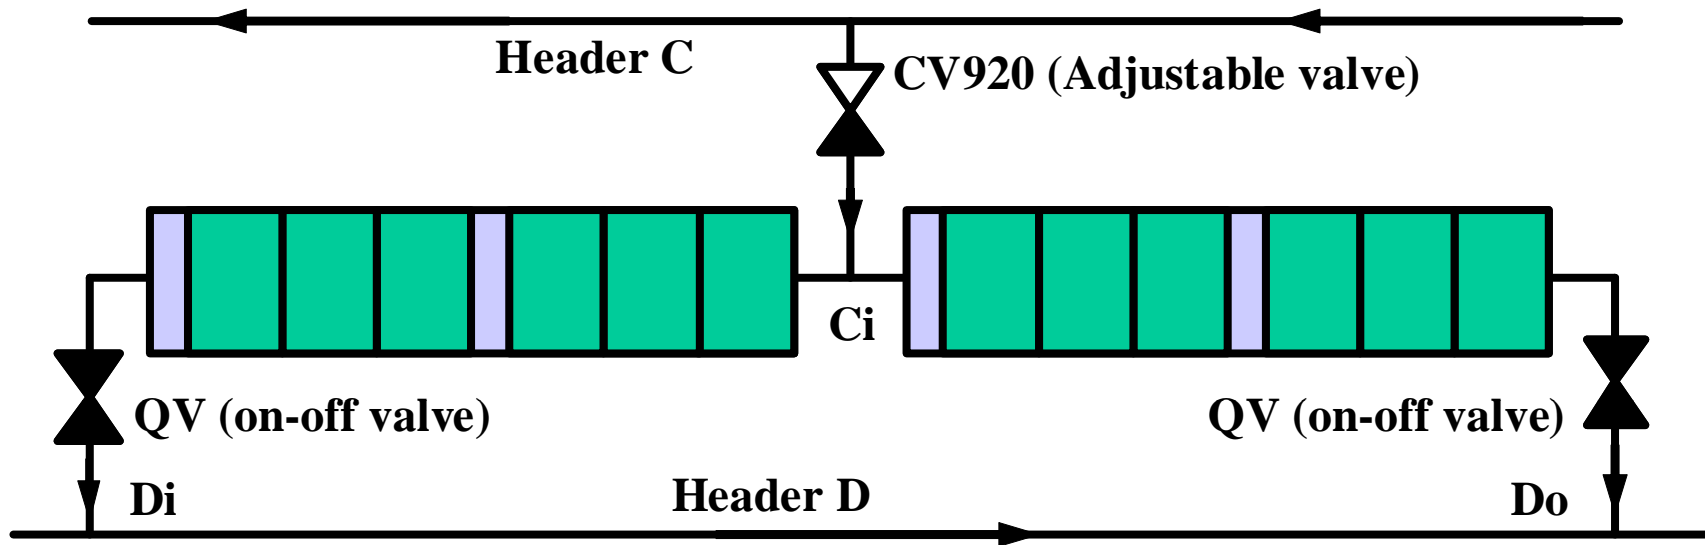 Header C
CV920 (Adjustable valve)
Ci
QV (on-off valve)
QV (on-off valve)
Di
Header D
Do